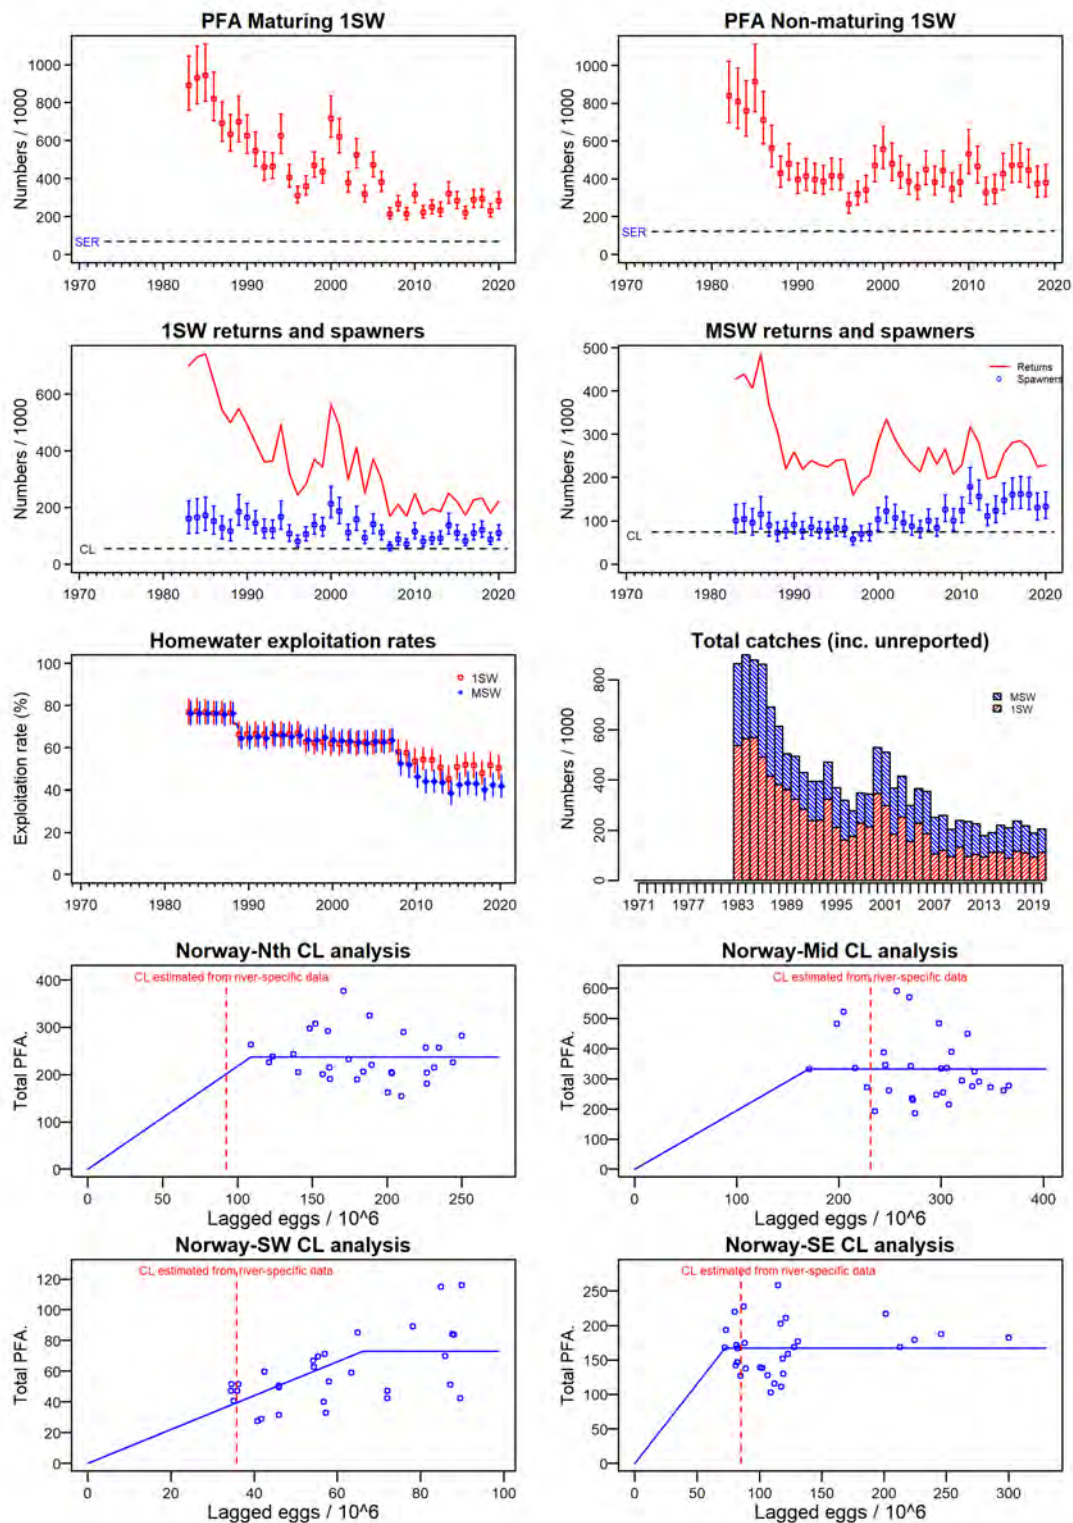 PFA Maturing 1SW
Numbers / 1000
1000
800
600
400
200
0
SER
1970 1980 1990 2000 2010 2020
PFA Non-maturing 1SW
Numbers / 1000
1000
800
600
400
200
0
SER
1970 1980 1990 2000 2010 2020
1SW returns and spawners
Numbers / 1000
600
400
200
0
CL
1970 1980 1990 2000 2010 2020
MSW returns and spawners
Numbers / 1000
500
400
300
200
100
0
Returns
Spawners
CL
1970 1980 1990 2000 2010 2020
Homewater exploitation rates
Exploitation rate (%)
100
80
60
40
20
0
1SW
MSW
1970 1980 1990 2000 2010 2020
Total catches (inc. unreported)
Numbers / 1000
800
600
400
200
0
MSW
1SW
1971 1977 1983 1989 1995 2001 2007 2013 2019
Norway-Nth CL analysis
CL estimated from river-specific data
Total PFA.
400
300
200
100
0
0 50 100 150 200 250
Lagged eggs / 10^6
Norway-Mid CL analysis
CL estimated from river-specific data
Total PFA.
600
500
400
300
200
100
0
0 100 200 300 400
Lagged eggs / 10^6
Norway-SW CL analysis
CL estimated from river-specific data
Total PFA.
120
100
80
60
40
20
0
0 20 40 60 80 100
Lagged eggs / 10^6
Norway-SE CL analysis
CL estimated from river-specific data
Total PFA.
250
200
150
100
50
0
0 50 100 150 200 250 300
Lagged eggs / 10^6